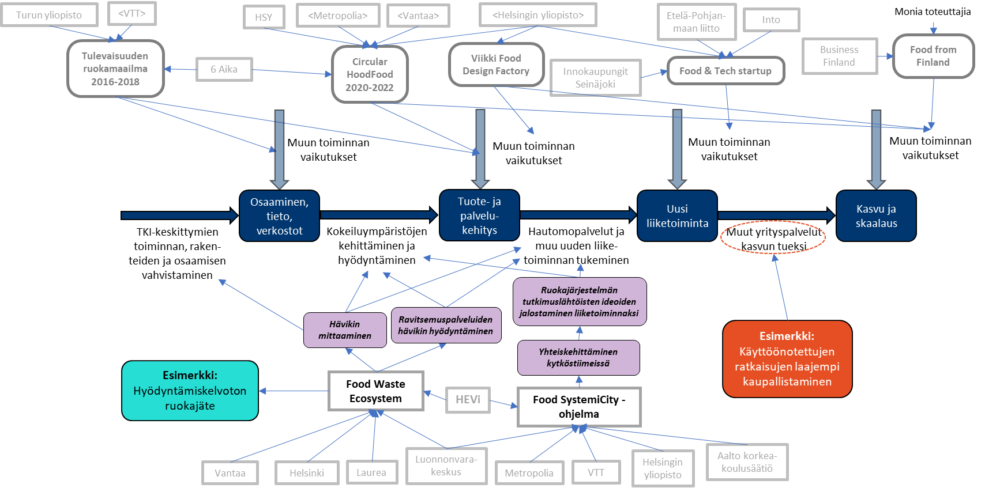 Turun yliopisto
<VTT>
HSY
<Metropolia>
<Vantaa>
<Helsingin yliopisto>
Etelä-Pohjan-
maan liitto
Into
Monia toteuttajia
Tulevaisuuden
ruokamaailma
2016-2018
6 Aika
Circular
HoodFood
2020-2022
Viikki Food
Design Factory
Innokaupungit
Seinäjoki
Food & Tech startup
Business
Finland
Food from
Finland
Muun toiminnan
vaikutukset
Muun toiminnan
vaikutukset
Muun toiminnan
vaikutukset
Muun toiminnan
vaikutukset
Osaaminen,
tieto,
verkostot
Tuote- ja
palvelu-
kehitys
Uusi
liiketoiminta
Kasvu ja
skaalaus
TKI-keskittymien
toiminnan, raken-
teiden ja osaamisen
vahvistaminen
Kokeiluympäristöjen
kehittäminen ja
hyödyntäminen
Hautomopalvelut ja
muu uuden liike-
toiminnan tukeminen
Muut yrityspalvelut
kasvun tueksi
Hävikin
mittaaminen
Ravitsemuspalveluiden
hävikin hyödyntäminen
Ruokajärjestelmän
tutkimuslähtöisten ideoiden
jalostaminen liiketoiminnaksi
Yhteiskehittäminen
kytköstiimeissä
Esimerkki:
Käyttöönotettujen
ratkaisujen laajempi
kaupallistaminen
Esimerkki:
Hyödyntämiskelvoton
ruokajäte
Food Waste
Ecosystem
HEVi
Food SystemiCity -
ohjelma
Vantaa
Helsinki
Laurea
Luonnonvara-
keskus
Metropolia
VTT
Helsingin
yliopisto
Aalto korkea-
koulusäätiö